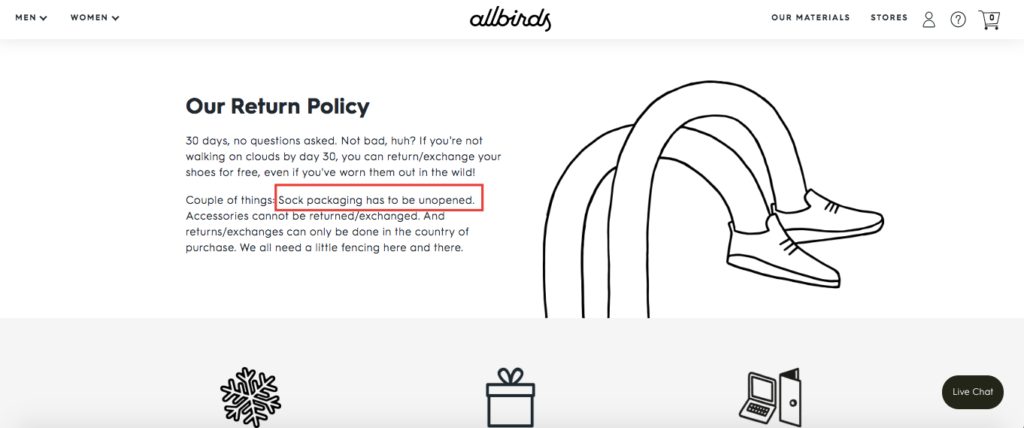 MEN WOMEN allbirds OUR MATERIALS STORES ? 0
Our Return Policy
30 days, no questions asked. Not bad, huh? If you're not
walking on clouds by day 30, you can return/exchange your
shoes for free, even if you've worn them out in the wild!
Couple of things: Sock packaging has to be unopened.
Accessories cannot be returned/exchanged. And
returns/exchanges can only be done in the country of
purchase. We all need a little fencing here and there.
Live Chat